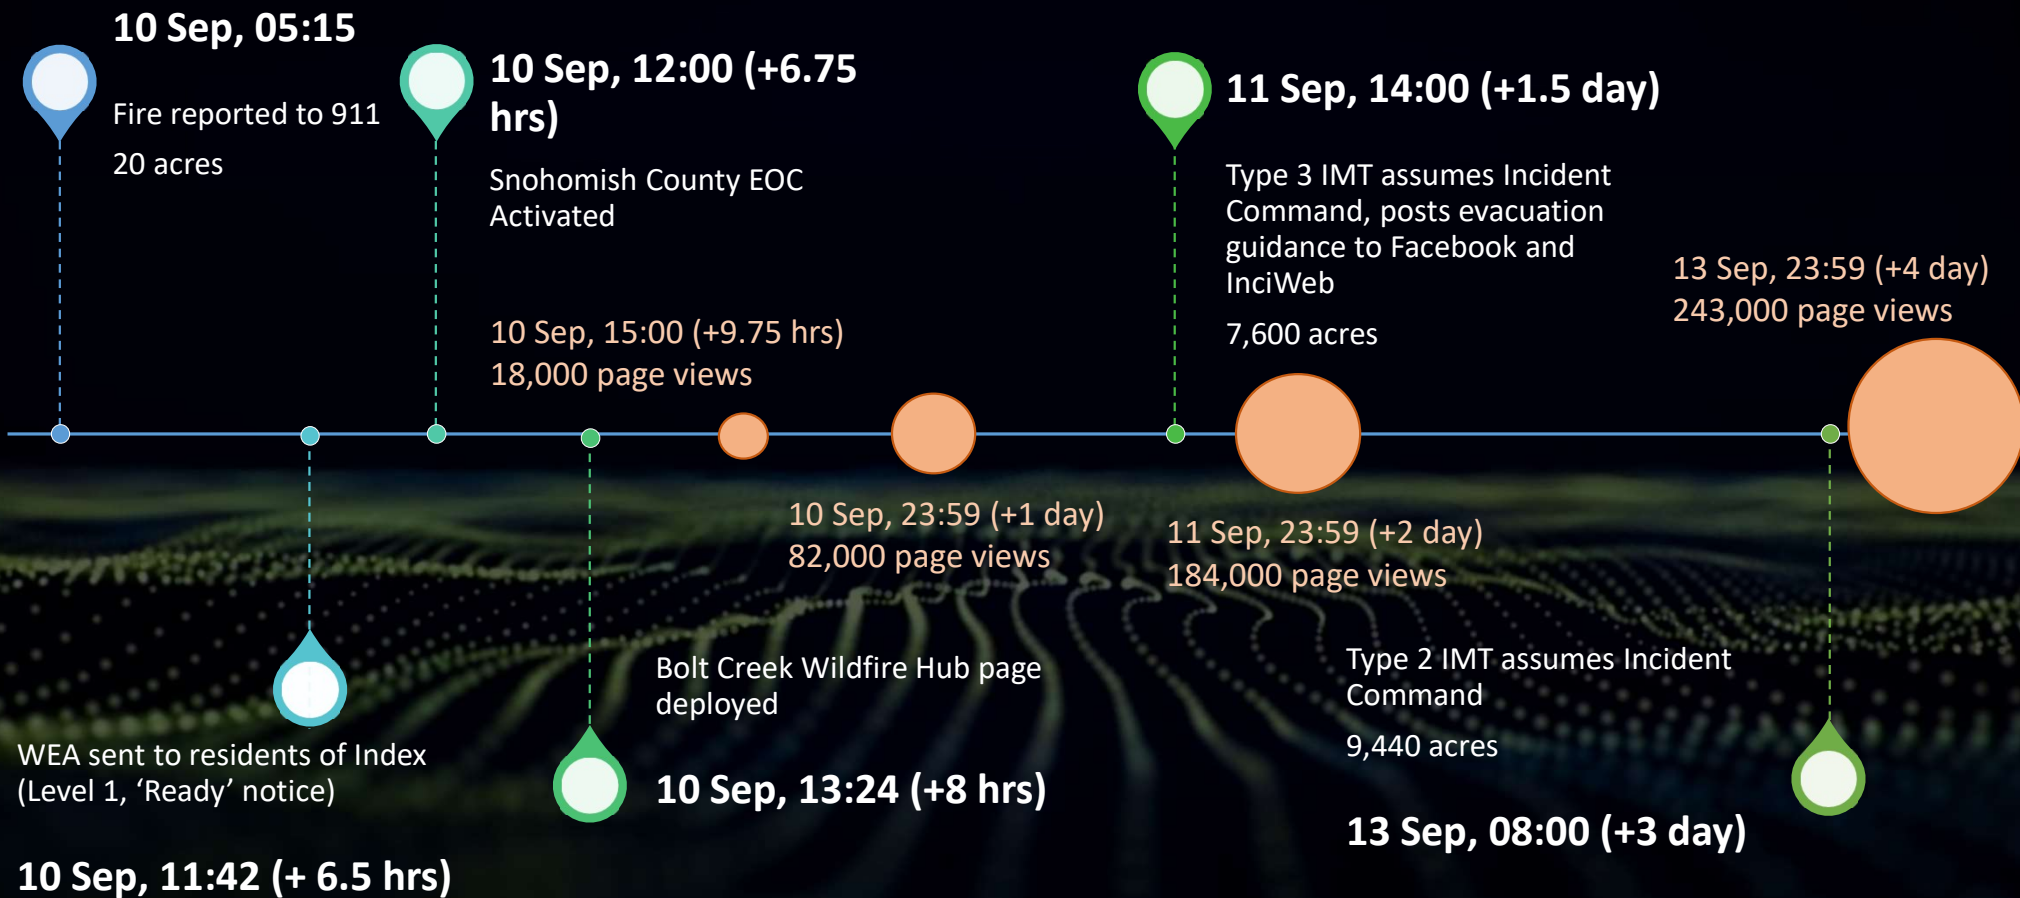 10 Sep, 05:15
Fire reported to 911
20 acres
10 Sep, 12:00 (+6.75
hrs)
Snohomish County EOC
Activated
10 Sep, 15:00 (+9.75 hrs)
18,000 page views
11 Sep, 14:00 (+1.5 day)
Type 3 IMT assumes Incident
Command, posts evacuation
guidance to Facebook and
InciWeb
7,600 acres
13 Sep, 23:59 (+4 day)
243,000 page views
10 Sep, 23:59 (+1 day)
82,000 page views
11 Sep, 23:59 (+2 day)
184,000 page views
WEA sent to residents of Index
(Level 1, ‘Ready’ notice)
10 Sep, 11:42 (+ 6.5 hrs)
Bolt Creek Wildfire Hub page
deployed
10 Sep, 13:24 (+8 hrs)
Type 2 IMT assumes Incident
Command
9,440 acres
13 Sep, 08:00 (+3 day)